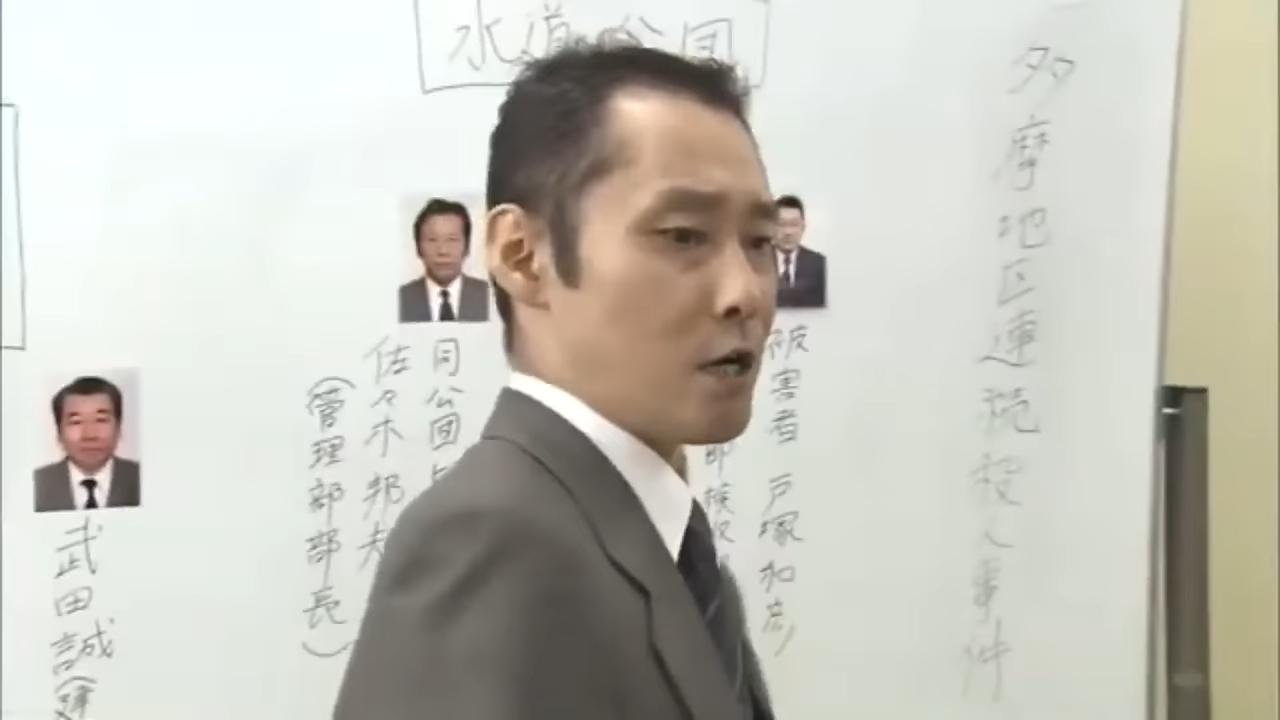 水道公団
多摩地区連続殺人事件
被害者 戸塚加彦
同公団
佐々木邦夫
(管理部部長)
武田誠